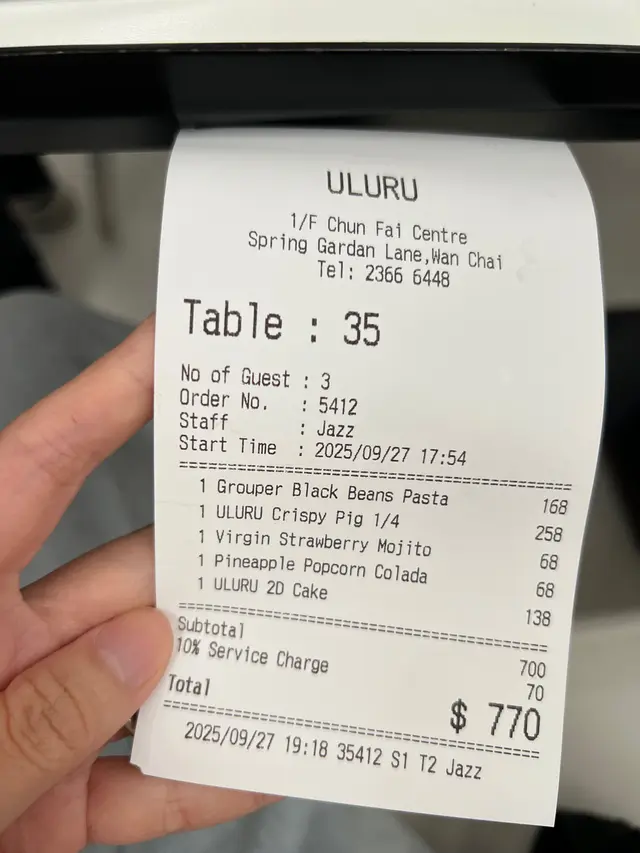 ULURU
1/F Chun Fai Centre
Spring Gardan Lane,Wan Chai
Tel: 2366 6448
Table : 35
No of Guest : 3
Order No. : 5412
Staff : Jazz
Start Time : 2025/09/27 17:54
1 Grouper Black Beans Pasta 168
1 ULURU Crispy Pig 1/4 258
1 Virgin Strawberry Mojito 68
1 Pineapple Popcorn Colada 68
1 ULURU 2D Cake 138
Subtotal 700
10% Service Charge 70
Total $ 770
2025/09/27 19:18 35412 S1 T2 Jazz